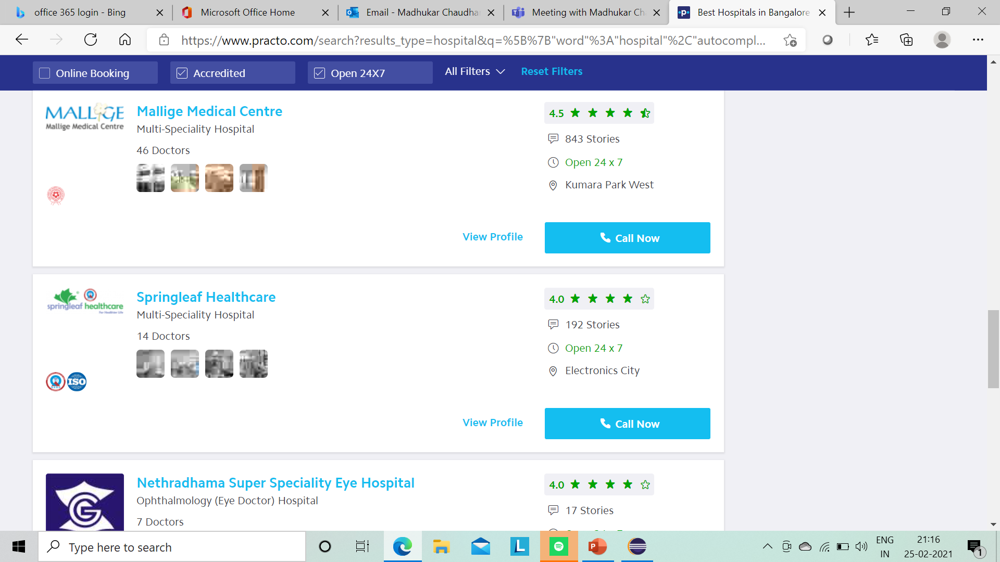 office 365 login - Bing
Microsoft Office Home
Email - Madhukar Chaudha
Meeting with Madhukar Ch
Best Hospitals in Bangalore
https://www.practo.com/search?results_type=hospital&q=%5B%7B"word"%3A"hospital"%2C"autocompl...
Online Booking
Accredited
Open 24X7
All Filters
Reset Filters
MALLIGE
Mallige Medical Centre
Mallige Medical Centre
Multi-Speciality Hospital
46 Doctors
4.5
843 Stories
Open 24 x 7
Kumara Park West
View Profile
Call Now
springleaf healthcare
For Healthier Life
Springleaf Healthcare
Multi-Speciality Hospital
14 Doctors
ISO
4.0
192 Stories
Open 24 x 7
Electronics City
View Profile
Call Now
Nethradhama Super Speciality Eye Hospital
Ophthalmology (Eye Doctor) Hospital
7 Doctors
4.0
17 Stories
Type here to search
ENG
IN
21:16
25-02-2021
1